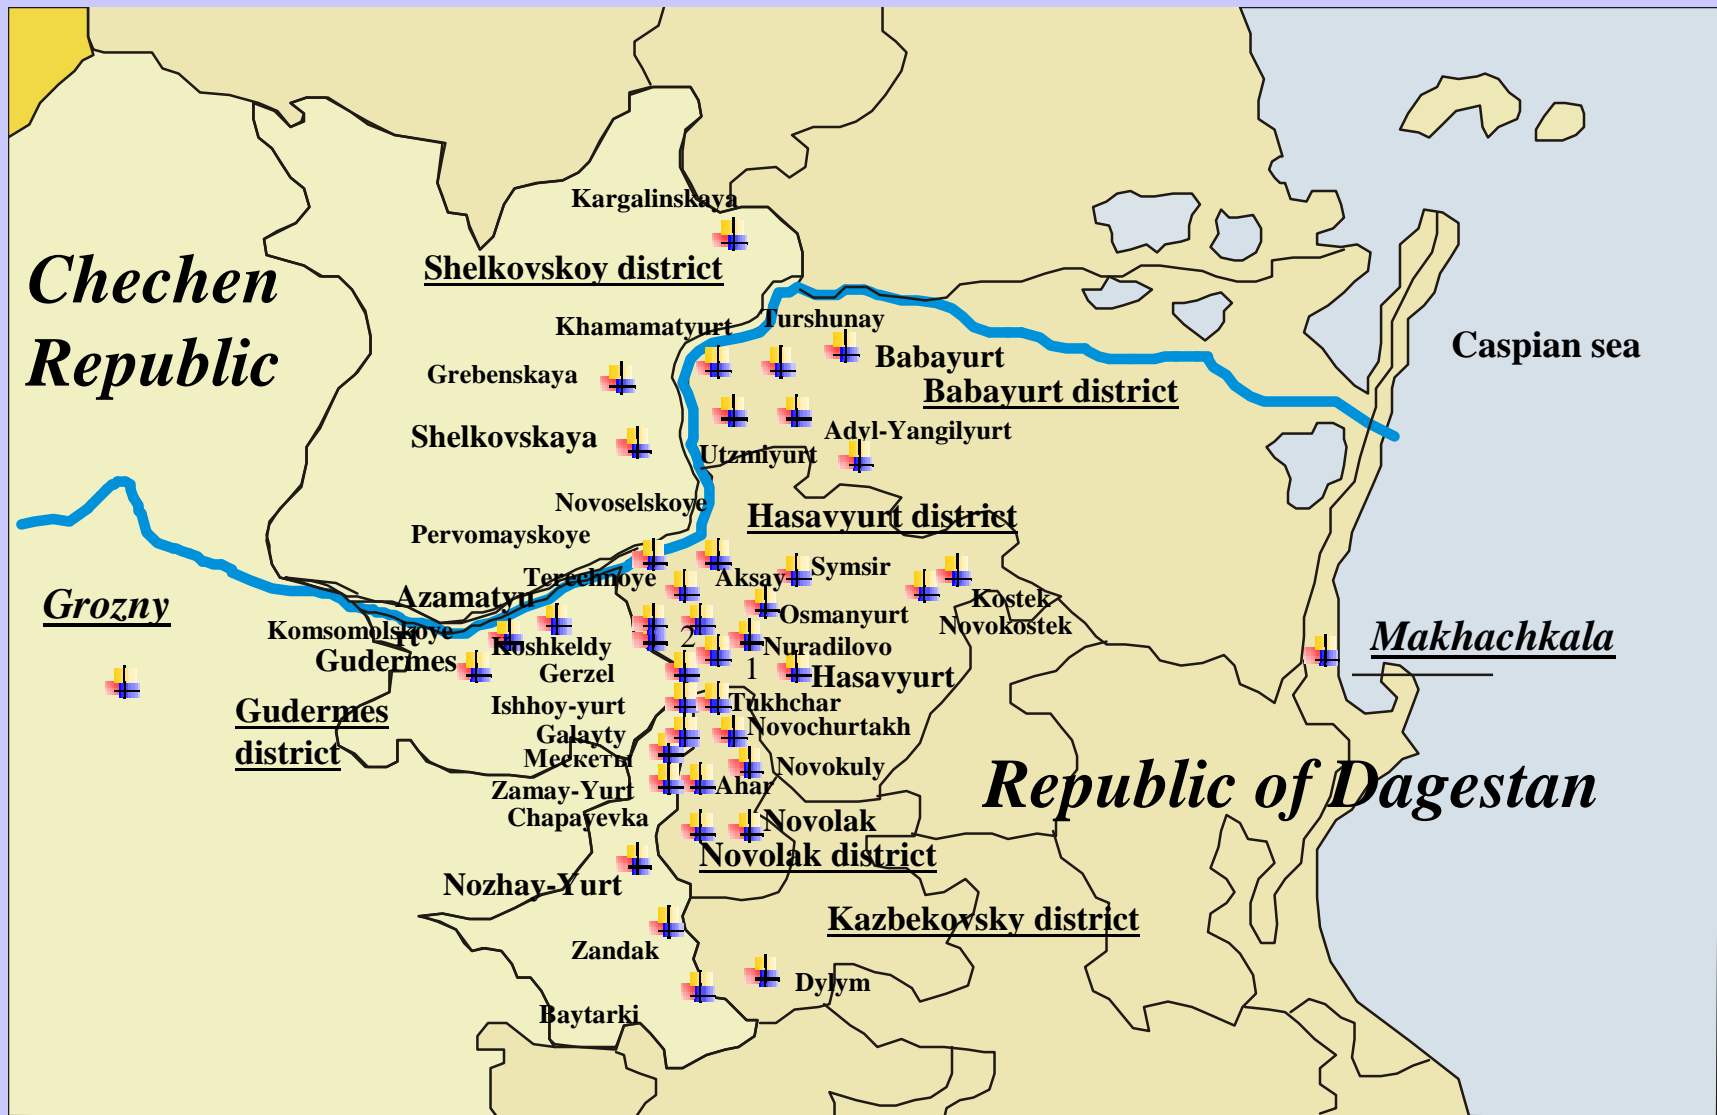 Kargalinskaya
Chechen
Republic
Shelkovskoy district
Khamamatyurt
Turshunay
Babayurt
Caspian sea
Grebenskaya
Babayurt district
Shelkovskaya
Adyl-Yangilyurt
Utzmiyurt
Novoselskoye
Hasavyurt district
Pervomayskoye
Symsir
Terechnoye
Aksay
Grozny
Azamatyu
rt
Kostek
Osmanyurt
Novokostek
Komsomolskoye
Koshkeldy
2
Nuradilovo
Makhachkala
Gudermes
Gerzel
1
Hasavyurt
Gudermes
district
Ishhoy-yurt
Tukhchar
Galayty
Novochurtakh
Мескеты
Novokuly
Zamay-Yurt
Ahar
Republic of Dagestan
Chapayevka
Novolak
Novolak district
Nozhay-Yurt
Kazbekovsky district
Zandak
Dylym
Baytarki